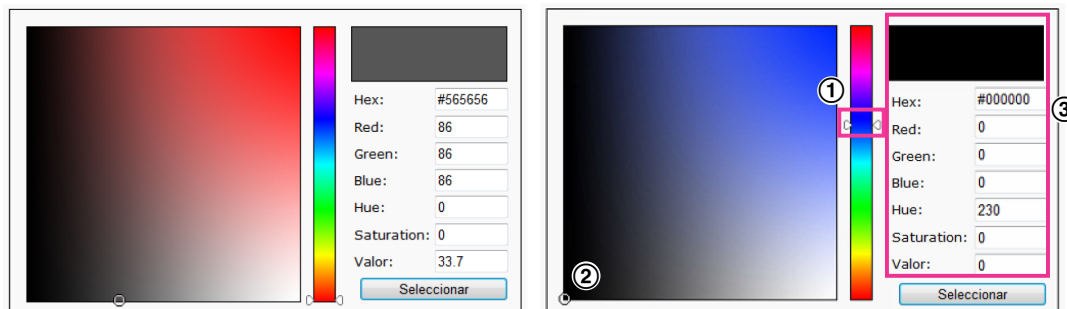 Hex: #565656
Red: 86
Green: 86
Blue: 86
Hue: 0
Saturation: 0
Valor: 33.7
Seleccionar
①
②
③
Hex: #000000
Red: 0
Green: 0
Blue: 0
Hue: 230
Saturation: 0
Valor: 0
Seleccionar